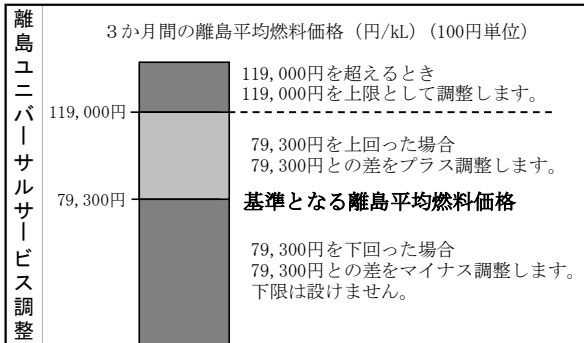 離島ユニバーサルサービス調整
３か月間の離島平均燃料価格（円/kL）（100円単位）
119,000円を超えるとき
119,000円を上限として調整します。
119,000円
79,300円を上回った場合
79,300円との差をプラス調整します。
79,300円
基準となる離島平均燃料価格
79,300円を下回った場合
79,300円との差をマイナス調整します。
下限は設けません。